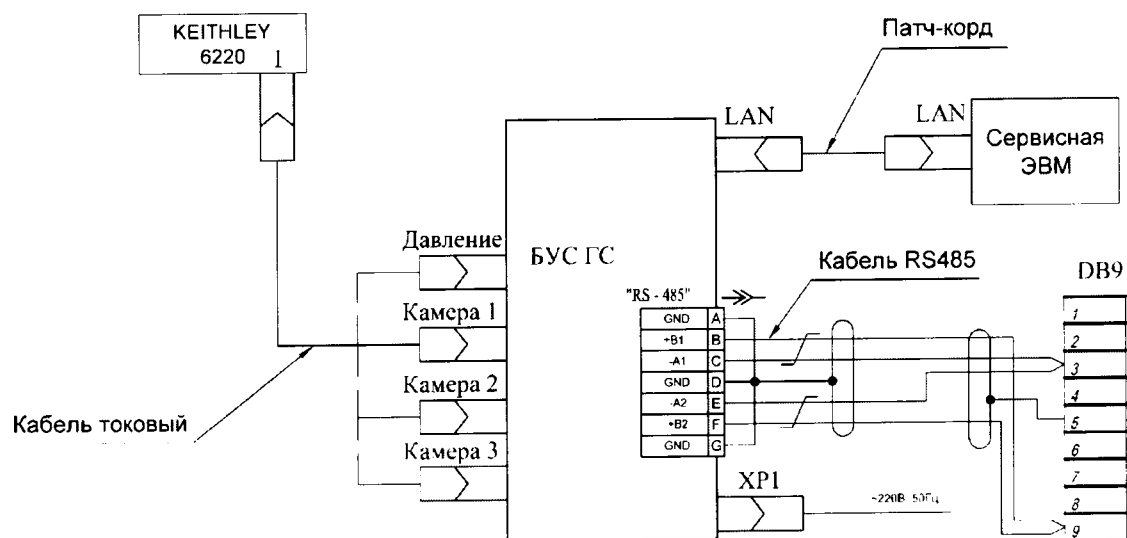 KEITHLEY
6220
I
Патч-корд
LAN
LAN
Сервисная
ЭВМ
Давление
БУС ГС
Кабель RS485
DB9
"RS - 485"
Камера 1
GND A
+B1 B
-A1 C
GND D
-A2 E
+B2 F
GND G
1
2
3
4
5
6
7
8
9
Камера 2
Кабель токовый
Камера 3
XP1
~220В 50Гц